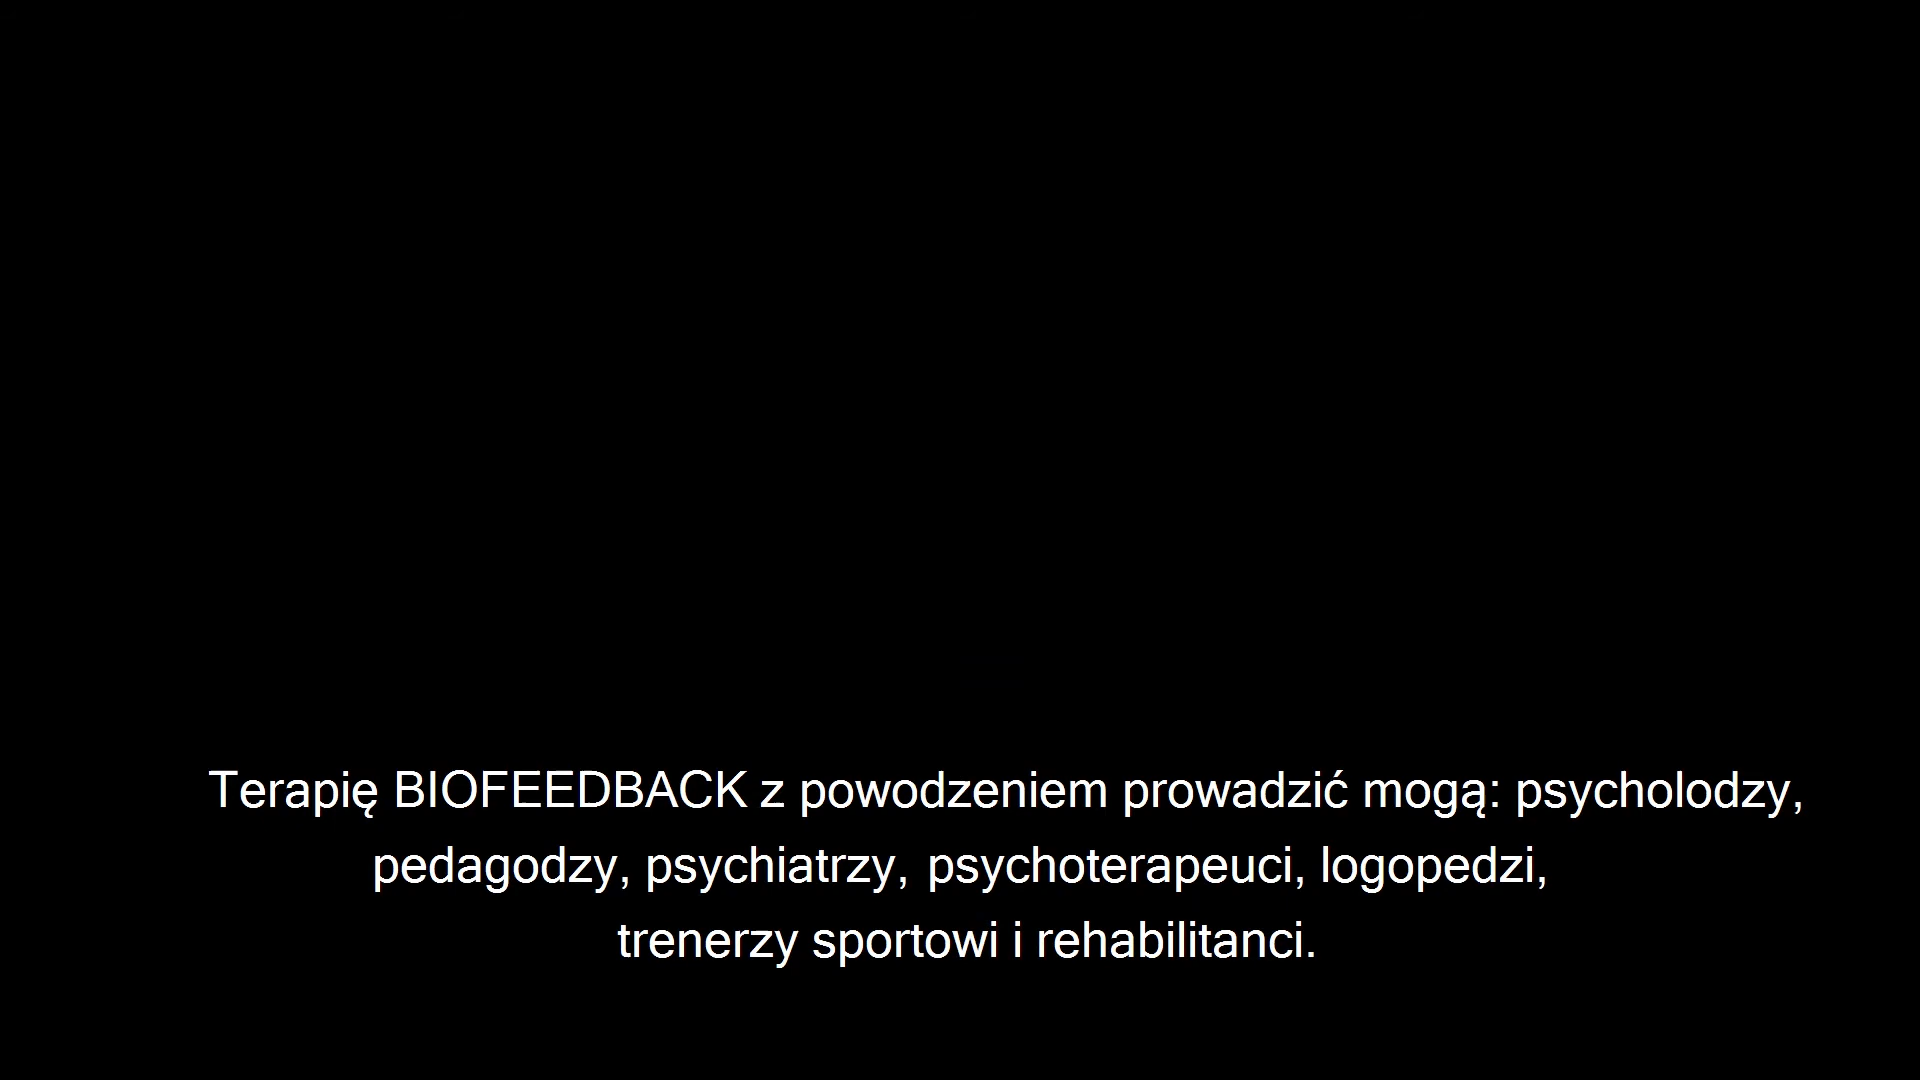 Terapię BIOFEEDBACK z powodzeniem prowadzić mogą: psycholodzy,
pedagodzy, psychiatrzy, psychoterapeuci, logopedzi,
trenerzy sportowi i rehabilitanci.